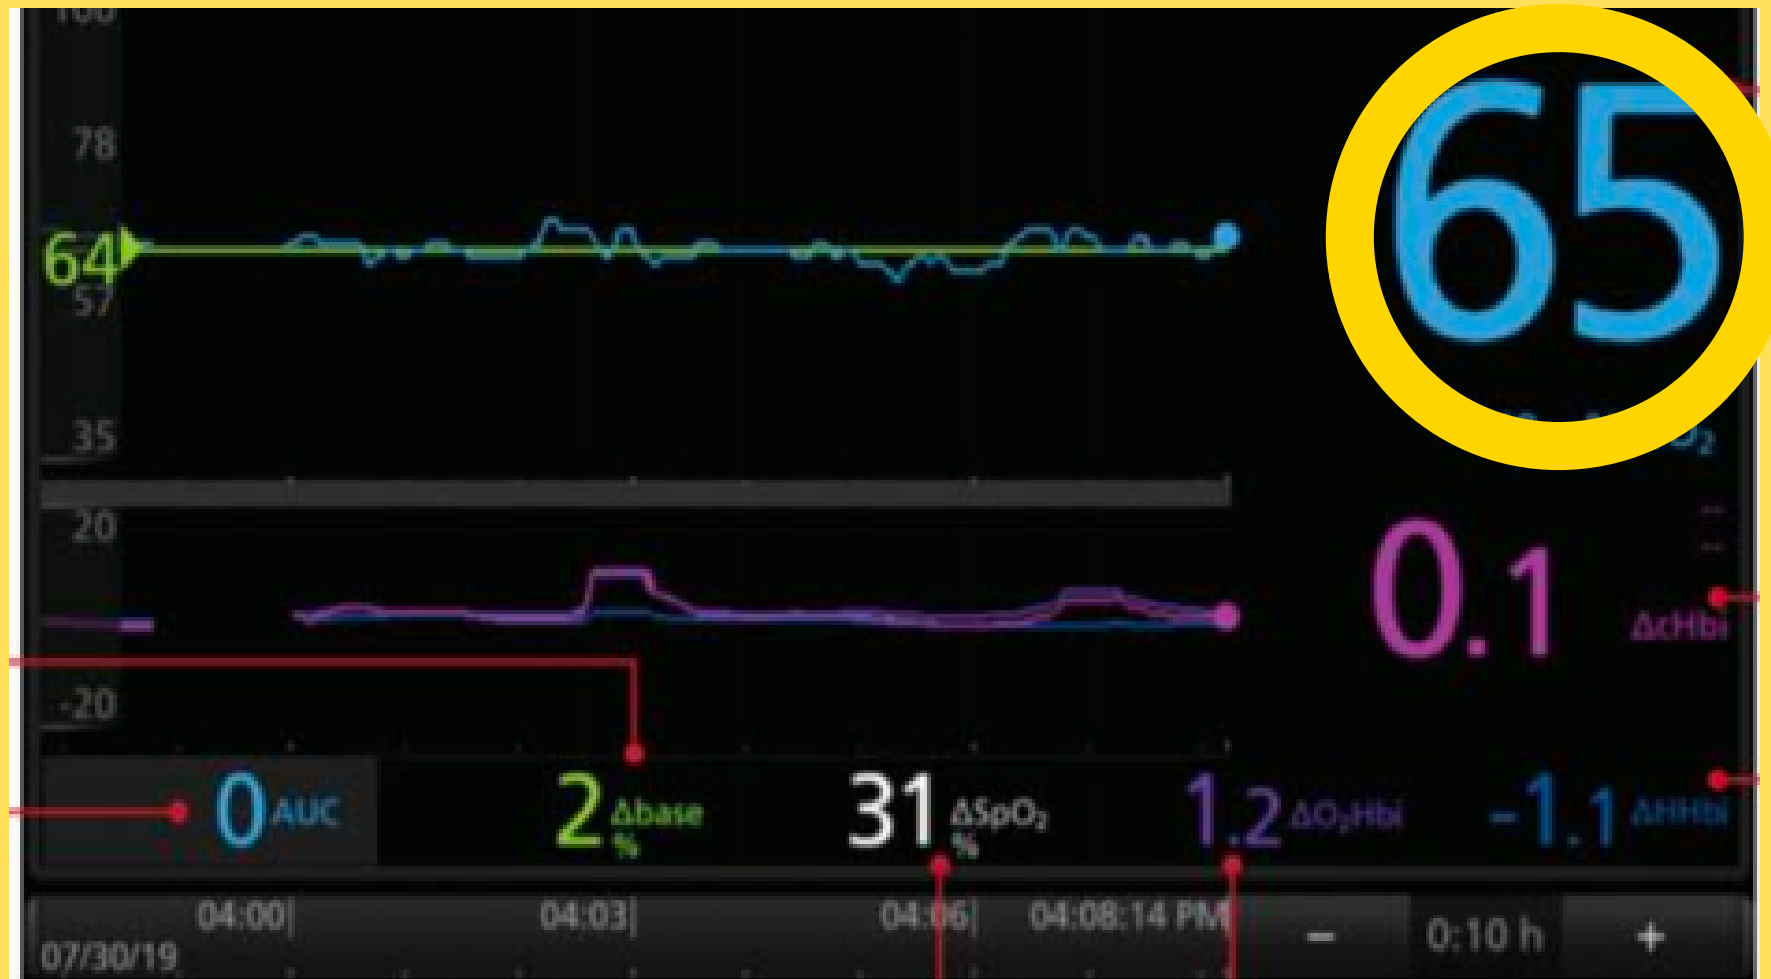 100
78
65
64
57
35
20
0.1
--
--
ΔcHbi
-20
0 AUC
2 Δbase %
31 ΔSpO₂ %
1.2 ΔO₂Hbi
-1.1 ΔHHbi
04:00
04:03
04:06
04:08:14 PM
07/30/19
−
0:10 h
+